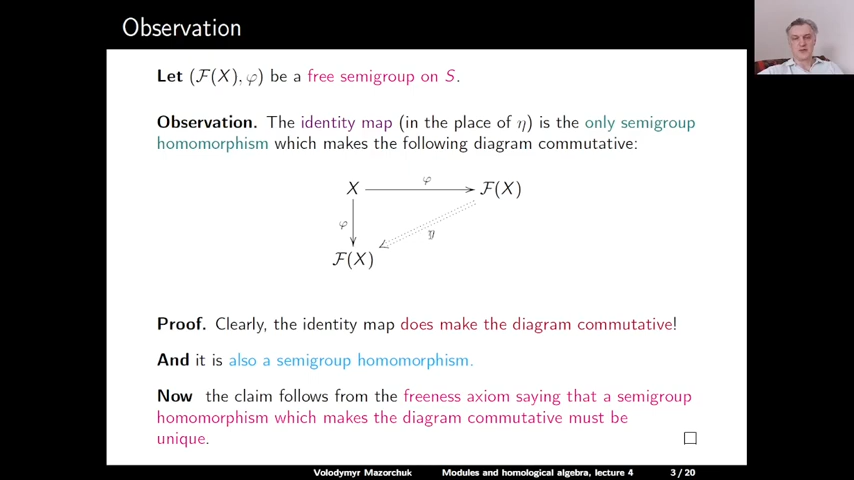 Observation
Let (F(X), φ) be a free semigroup on S.
Observation. The identity map (in the place of η) is the only semigroup
homomorphism which makes the following diagram commutative:
X φ F(X)
φ η
F(X)
Proof. Clearly, the identity map does make the diagram commutative!
And it is also a semigroup homomorphism.
Now the claim follows from the freeness axiom saying that a semigroup
homomorphism which makes the diagram commutative must be
unique. □
Volodymyr Mazorchuk Modules and homological algebra, lecture 4 3 / 20